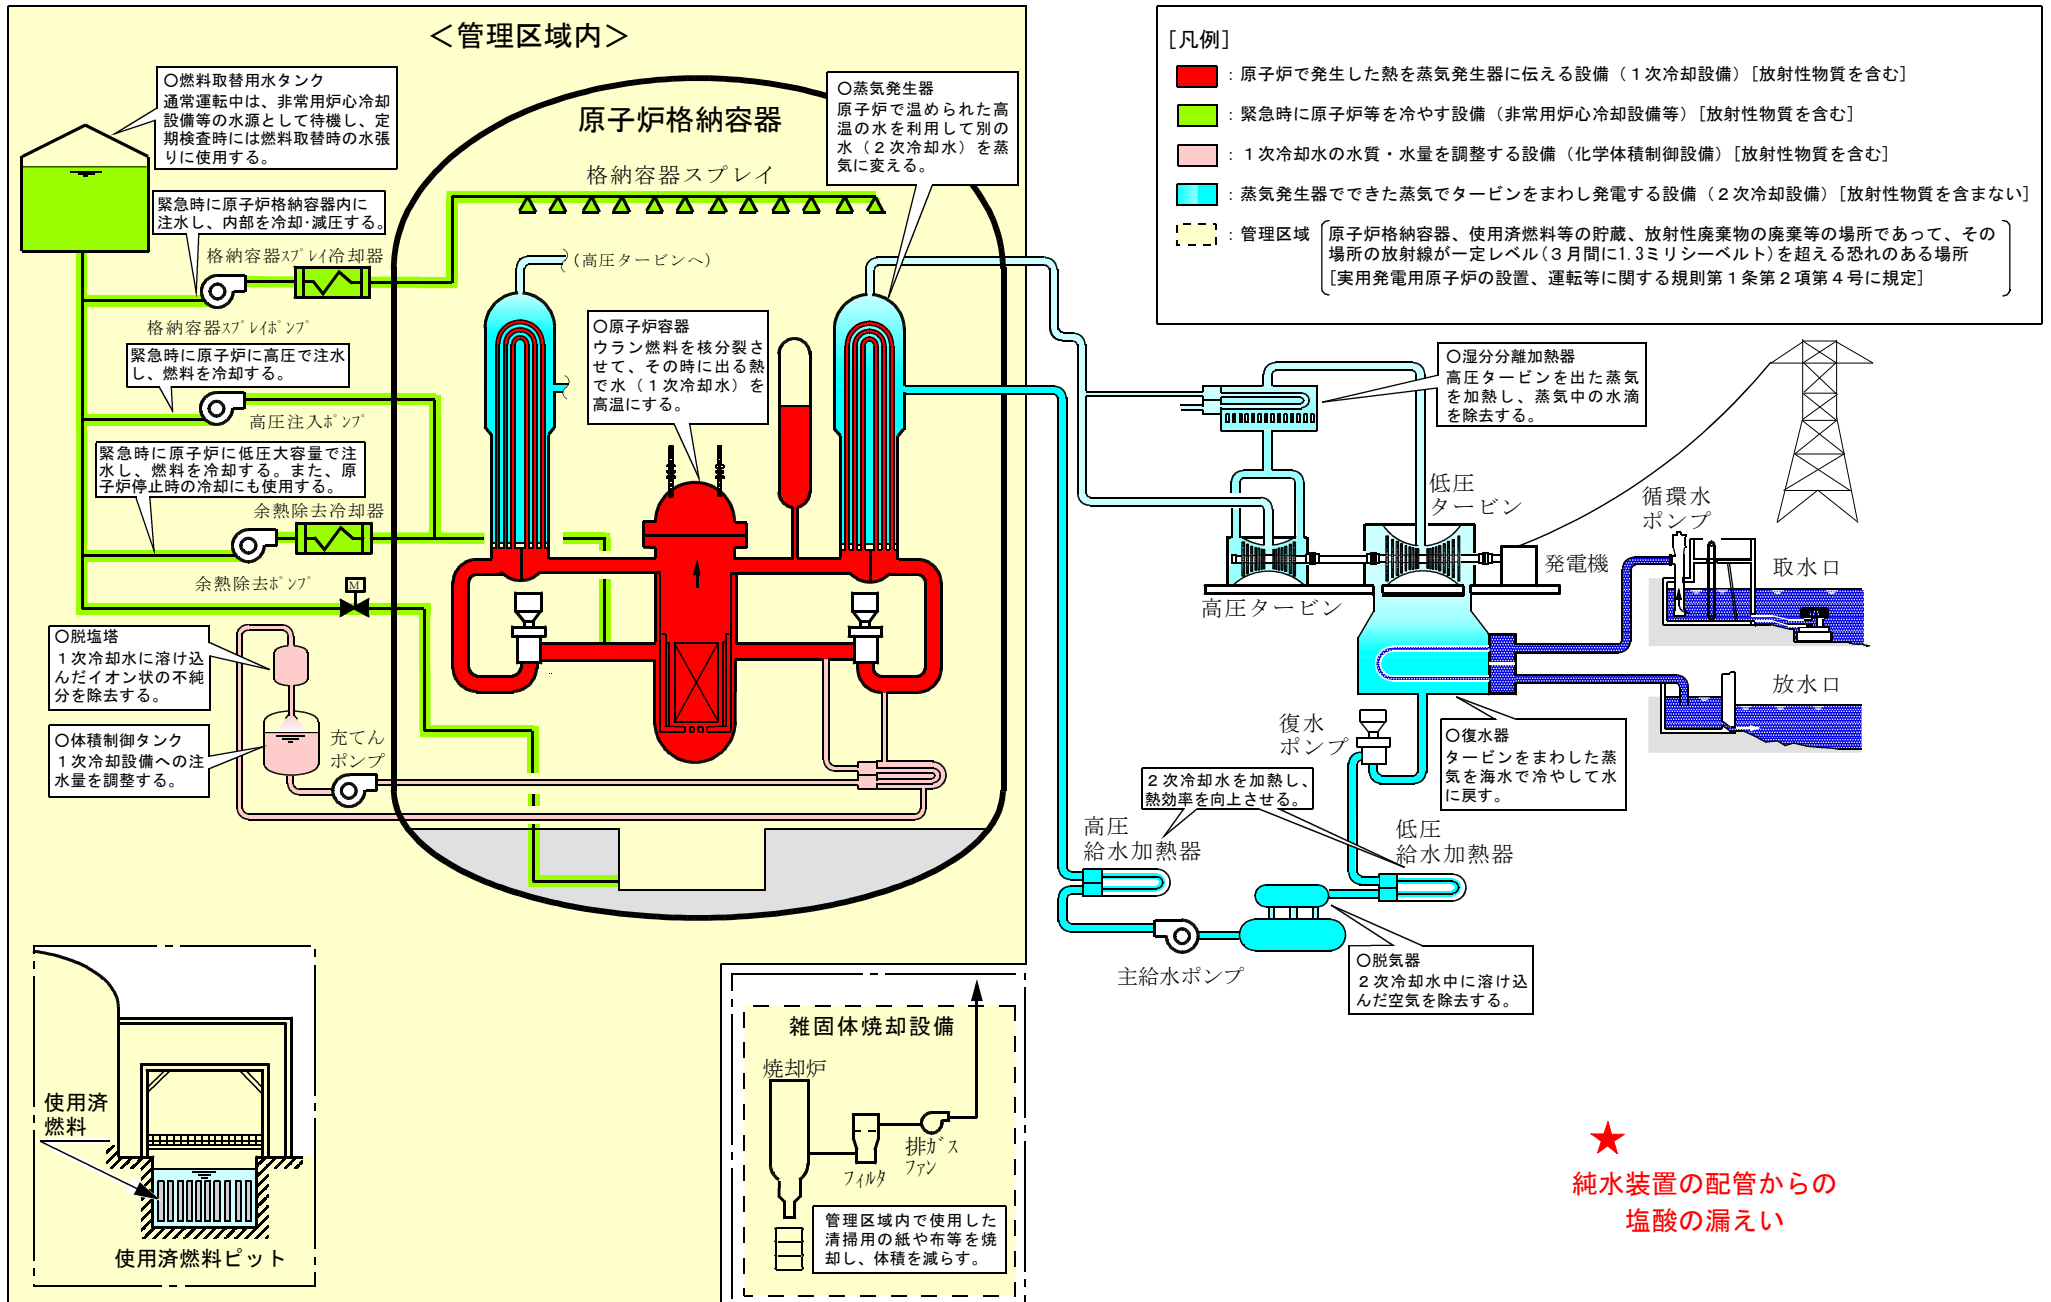 ＜管理区域内＞
○燃料取替用水タンク
通常運転中は、非常用炉心冷却
設備等の水源として待機し、定
期検査時には燃料取替時の水張
りに使用する。
原子炉格納容器
○蒸気発生器
原子炉で温められた高
温の水を利用して別の
水（２次冷却水）を蒸
気に変える。
格納容器スプレイ
緊急時に原子炉格納容器内に
注水し、内部を冷却･減圧する。
格納容器ｽﾌﾟﾚｲ冷却器
（高圧タービンへ）
格納容器ｽﾌﾟﾚｲﾎﾟﾝﾌﾟ
○原子炉容器
ウラン燃料を核分裂さ
せて、その時に出る熱
で水（１次冷却水）を
高温にする。
緊急時に原子炉に高圧で注水
し、燃料を冷却する。
高圧注入ﾎﾟﾝﾌﾟ
緊急時に原子炉に低圧大容量で注
水し、燃料を冷却する。また、原
子炉停止時の冷却にも使用する。
余熱除去冷却器
余熱除去ﾎﾟﾝﾌﾟ
M
○脱塩塔
１次冷却水に溶け込
んだイオン状の不純
分を除去する。
○体積制御タンク
１次冷却設備への注
水量を調整する。
充てん
ポンプ
[凡例]
：原子炉で発生した熱を蒸気発生器に伝える設備（１次冷却設備）[放射性物質を含む]
：緊急時に原子炉等を冷やす設備（非常用炉心冷却設備等）[放射性物質を含む]
：１次冷却水の水質・水量を調整する設備（化学体積制御設備）[放射性物質を含む]
：蒸気発生器でできた蒸気でタービンをまわし発電する設備（２次冷却設備）[放射性物質を含まない]
：管理区域
原子炉格納容器、使用済燃料等の貯蔵、放射性廃棄物の廃棄等の場所であって、その
場所の放射線が一定レベル(３月間に1.3ミリシーベルト)を超える恐れのある場所
[実用発電用原子炉の設置、運転等に関する規則第１条第２項第４号に規定]
○湿分分離加熱器
高圧タービンを出た蒸気
を加熱し、蒸気中の水滴
を除去する。
低圧
タービン
循環水
ポンプ
発電機
取水口
高圧タービン
放水口
復水
ポンプ
○復水器
タービンをまわした蒸
気を海水で冷やして水
に戻す。
２次冷却水を加熱し、
熱効率を向上させる。
高圧
給水加熱器
低圧
給水加熱器
主給水ポンプ
○脱気器
２次冷却水中に溶け込
んだ空気を除去する。
使用済
燃料
使用済燃料ピット
雑固体焼却設備
焼却炉
フィルタ
排ｶﾞｽ
ファン
管理区域内で使用した
清掃用の紙や布等を焼
却し、体積を減らす。
★
純水装置の配管からの
塩酸の漏えい